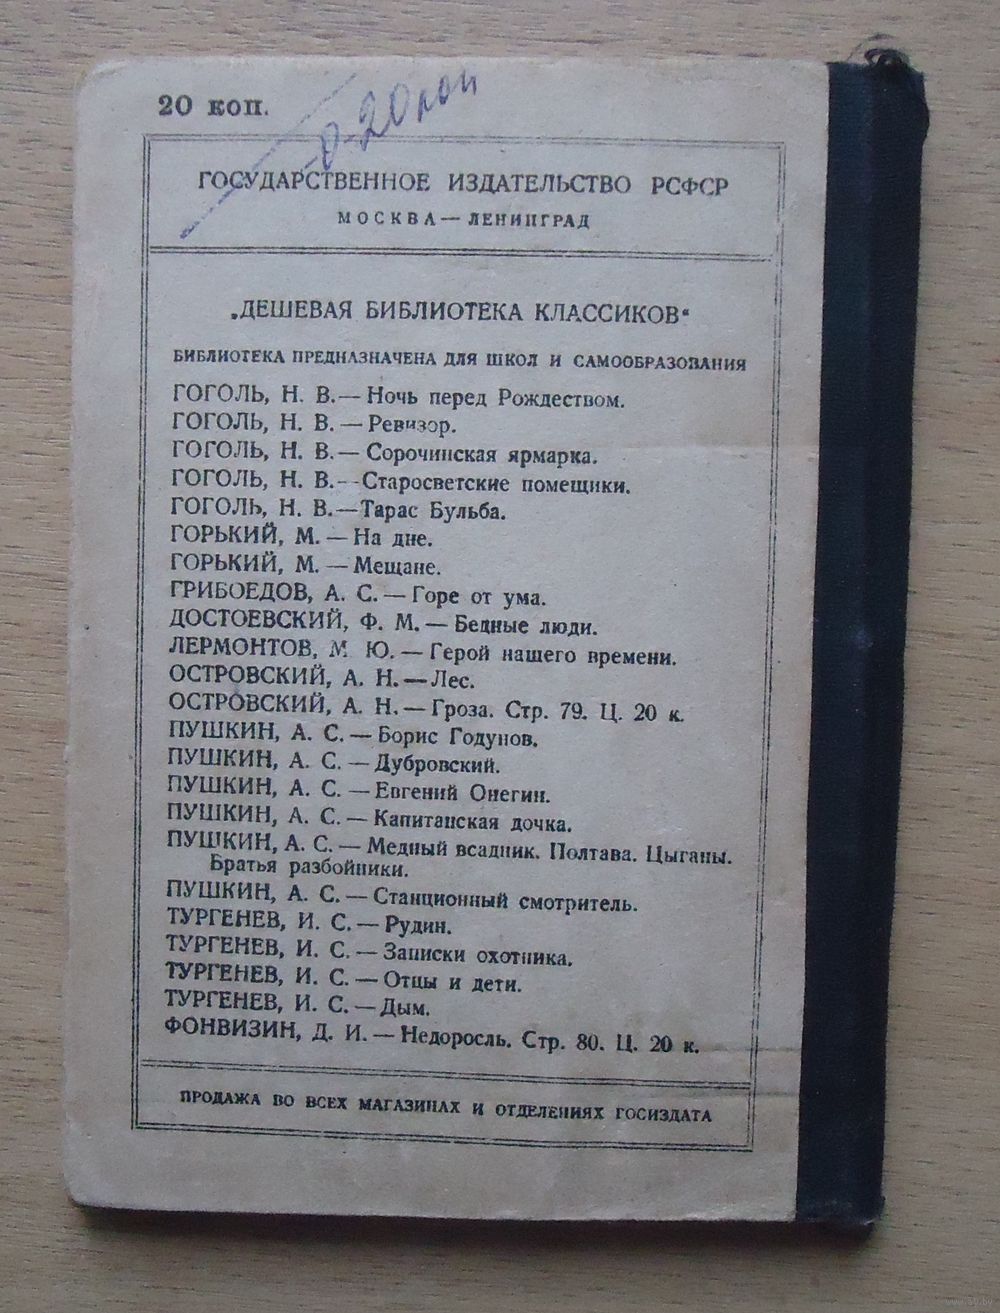 20 коп.
-0-20 коп
ГОСУДАРСТВЕННОЕ ИЗДАТЕЛЬСТВО РСФСР
МОСКВА — ЛЕНИНГРАД
„ДЕШЕВАЯ БИБЛИОТЕКА КЛАССИКОВ“
БИБЛИОТЕКА ПРЕДНАЗНАЧЕНА ДЛЯ ШКОЛ И САМООБРАЗОВАНИЯ
ГОГОЛЬ, Н. В. — Ночь перед Рождеством.
ГОГОЛЬ, Н. В. — Ревизор.
ГОГОЛЬ, Н. В. — Сорочинская ярмарка.
ГОГОЛЬ, Н. В. — Старосветские помещики.
ГОГОЛЬ, Н. В. — Тарас Бульба.
ГОРЬКИЙ, М. — На дне.
ГОРЬКИЙ, М. — Мещане.
ГРИБОЕДОВ, А. С. — Горе от ума.
ДОСТОЕВСКИЙ, Ф. М. — Бедные люди.
ЛЕРМОНТОВ, М Ю. — Герой нашего времени.
ОСТРОВСКИЙ, А. Н. — Лес.
ОСТРОВСКИЙ, А. Н. — Гроза. Стр. 79. Ц. 20 к.
ПУШКИН, А. С. — Борис Годунов.
ПУШКИН, А. С. — Дубровский.
ПУШКИН, А. С. — Евгений Онегин.
ПУШКИН, А. С. — Капитанская дочка.
ПУШКИН, А. С. — Медный всадник. Полтава. Цыганы.
Братья разбойники.
ПУШКИН, А. С. — Станционный смотритель.
ТУРГЕНЕВ, И. С. — Рудин.
ТУРГЕНЕВ, И. С. — Записки охотника.
ТУРГЕНЕВ, И. С. — Отцы и дети.
ТУРГЕНЕВ, И. С. — Дым.
ФОНВИЗИН, Д. И. — Недоросль. Стр. 80. Ц. 20 к.
ПРОДАЖА ВО ВСЕХ МАГАЗИНАХ И ОТДЕЛЕНИЯХ ГОСИЗДАТА